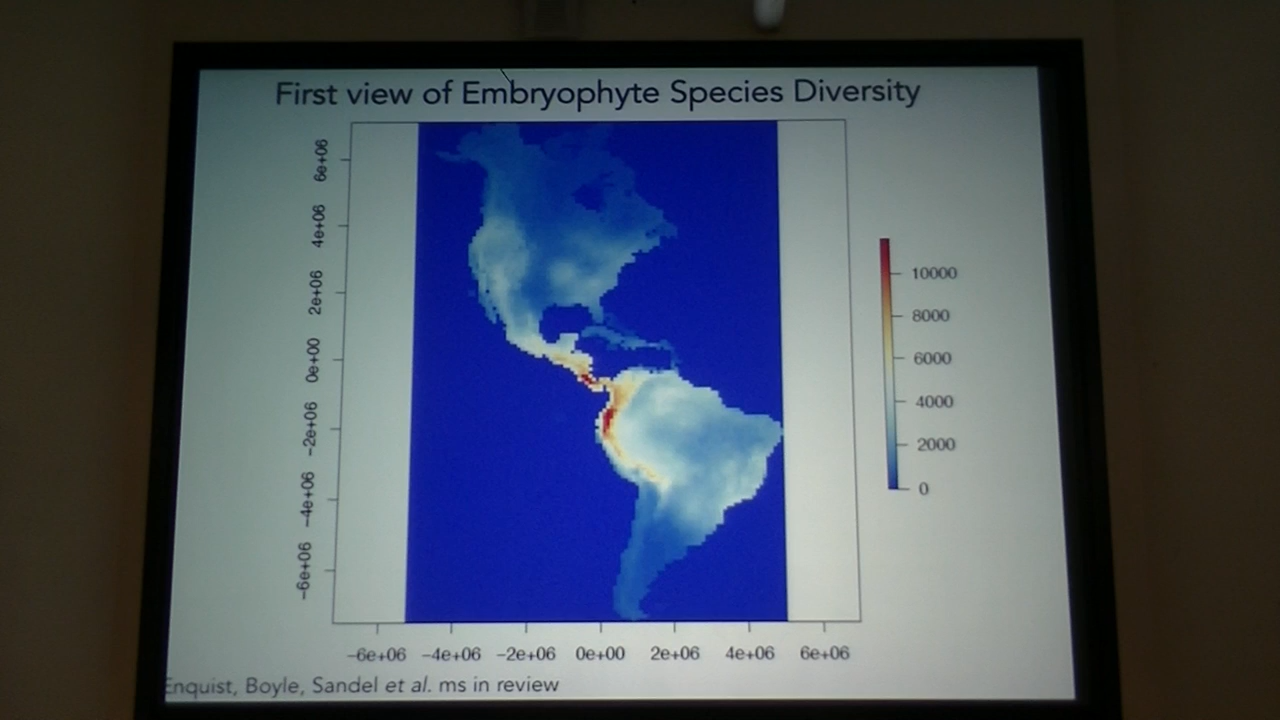 First view of Embryophyte Species Diversity
6e+06
4e+06
2e+06
0e+00
−2e+06
−4e+06
−6e+06
10000
8000
6000
4000
2000
0
−6e+06 −4e+06 −2e+06 0e+00 2e+06 4e+06 6e+06
Enquist, Boyle, Sandel et al. ms in review